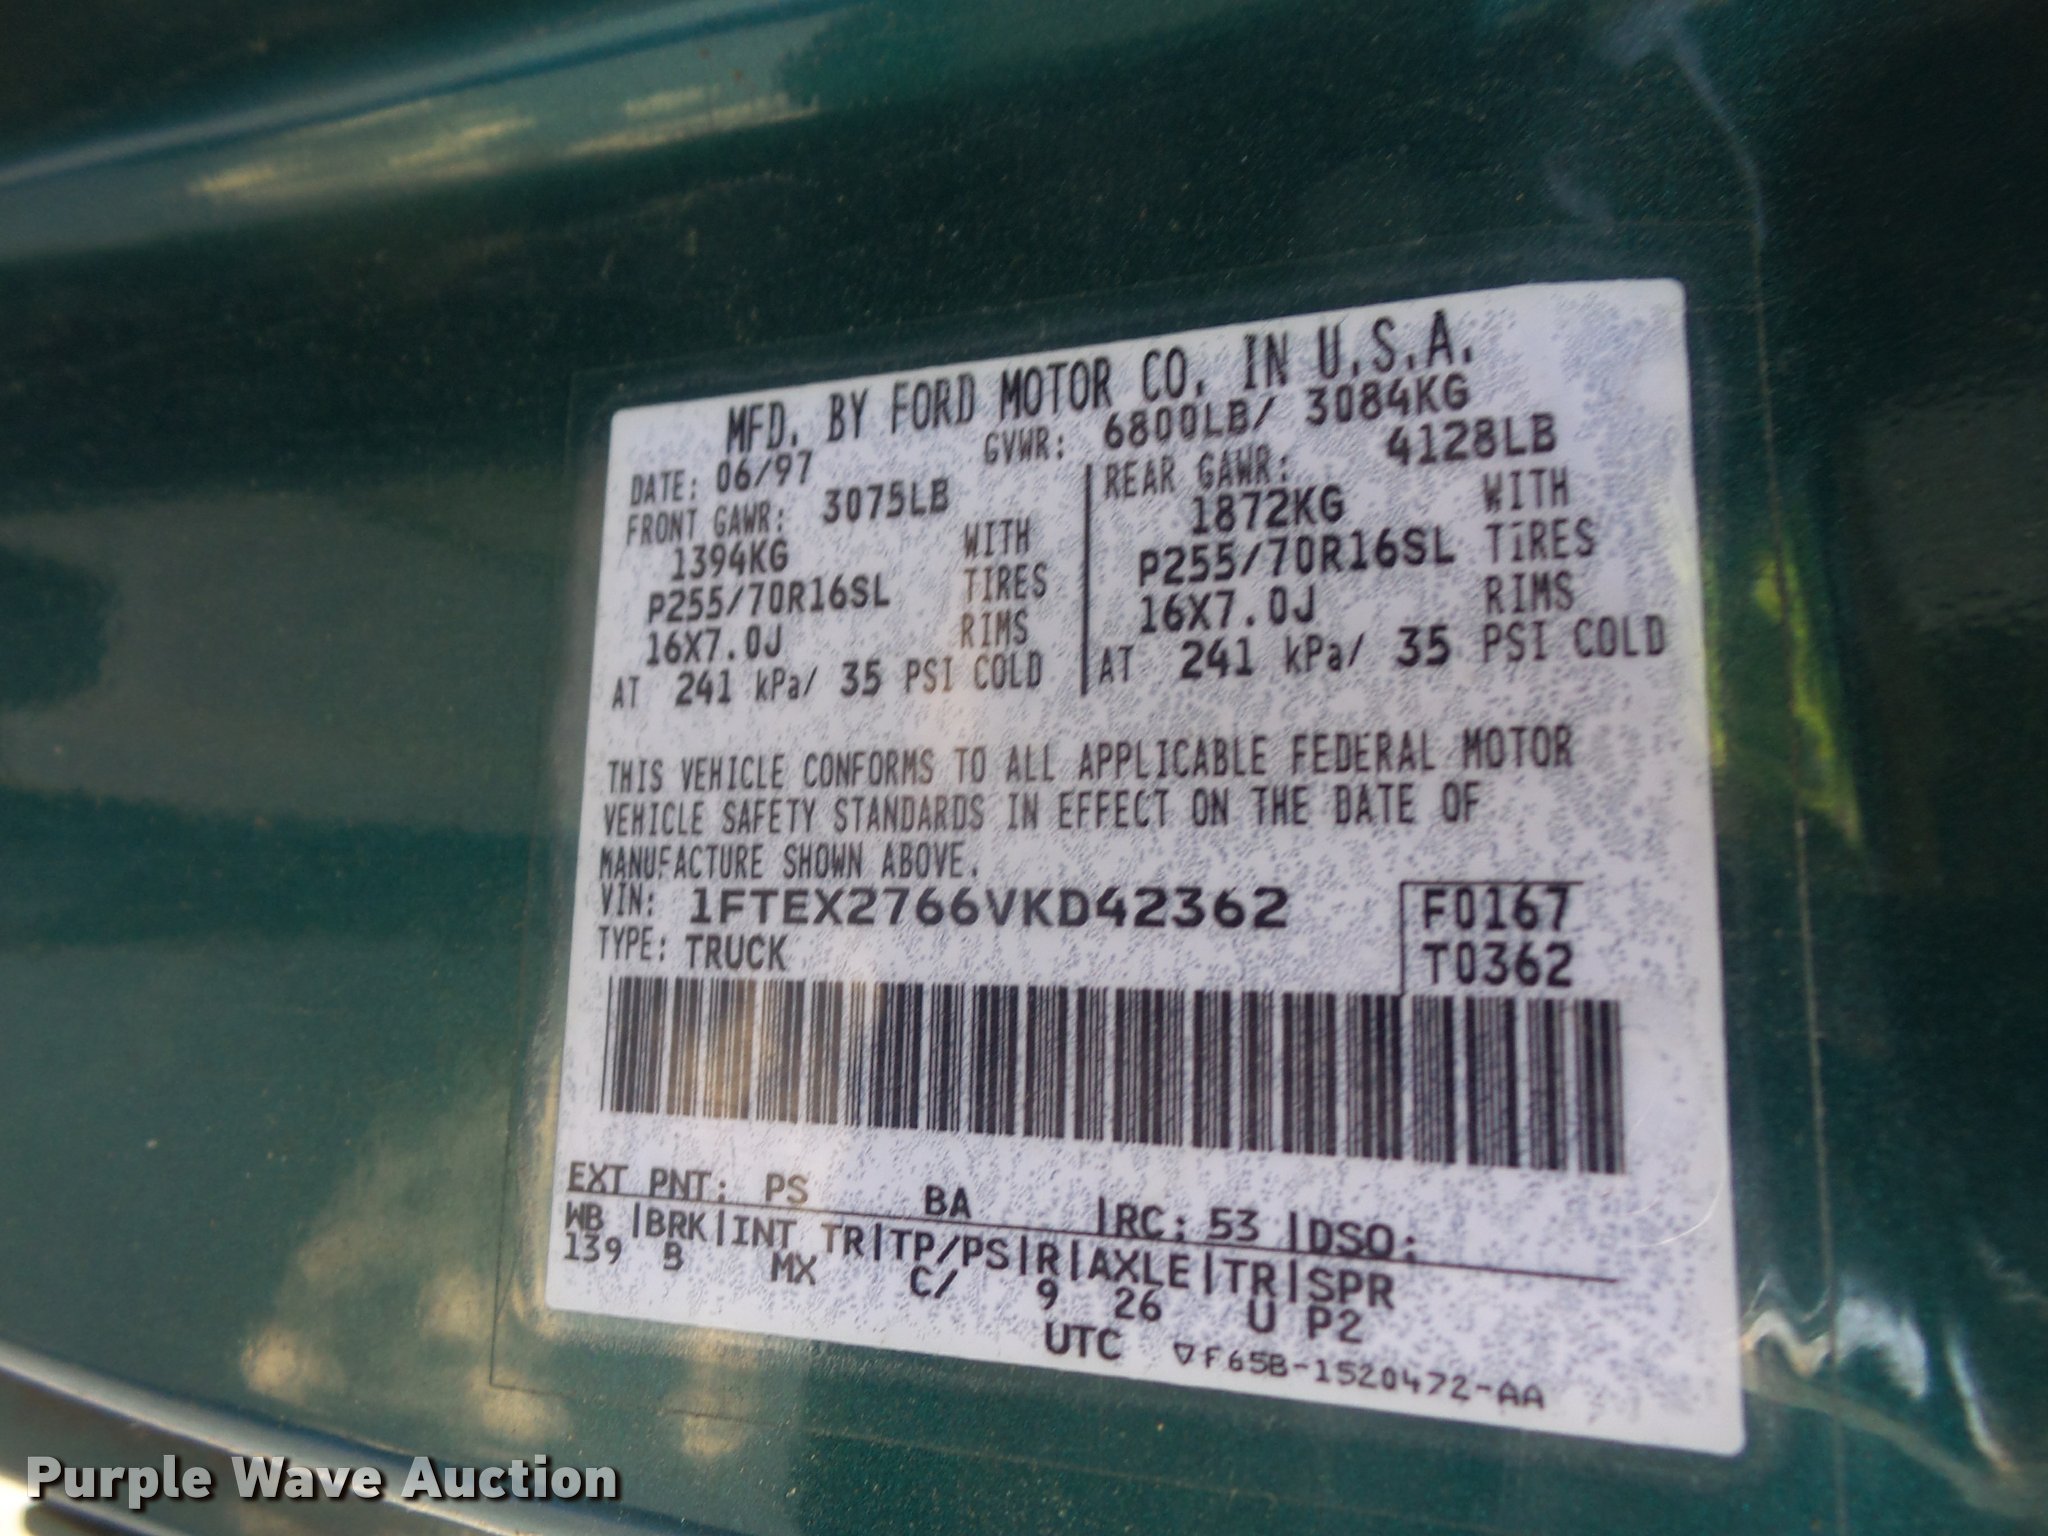 MFD. BY FORD MOTOR CO. IN U.S.A.
DATE: 06/97 GVWR: 6800LB/ 3084KG
FRONT GAWR: 3075LB
1394KG WITH
P255/70R16SL TIRES
16X7.0J RIMS
AT 241 kPa/ 35 PSI COLD
REAR GAWR: 4128LB
1872KG WITH
P255/70R16SL TIRES
16X7.0J RIMS
AT 241 kPa/ 35 PSI COLD
THIS VEHICLE CONFORMS TO ALL APPLICABLE FEDERAL MOTOR
VEHICLE SAFETY STANDARDS IN EFFECT ON THE DATE OF
MANUFACTURE SHOWN ABOVE.
VIN: 1FTEX2766VKD42362
TYPE: TRUCK
F0167
T0362
EXT PNT: PS BA |RC: 53 |DSO:
WB |BRK|INT TR|TP/PS|R|AXLE|TR|SPR
139 B MX C/ 9 26 U P2
UTC ▽F65B-1520472-AA
Purple Wave Auction